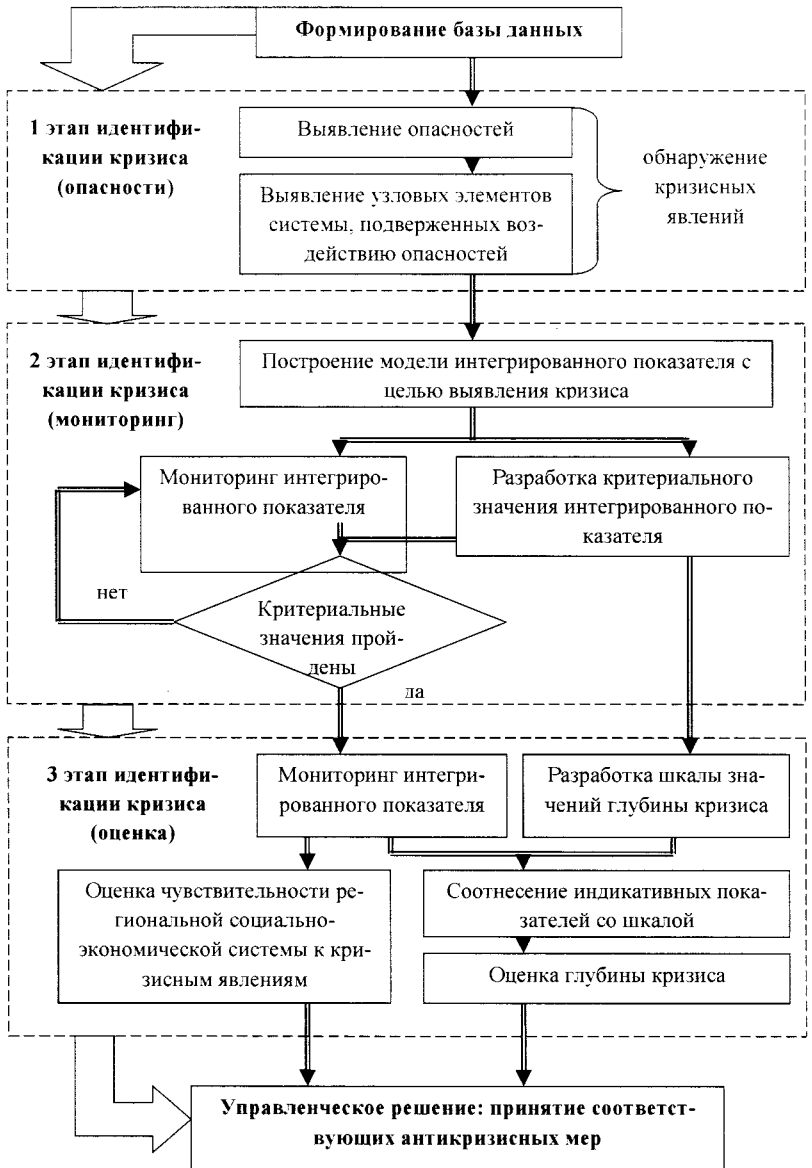 Формирование базы данных
1 этап идентифи-
кации кризиса
(опасности)
Выявление опасностей
Выявление узловых элементов
системы, подверженных воз-
действию опасностей
обнаружение
кризисных
явлений
2 этап идентифи-
кации кризиса
(мониторинг)
Построение модели интегрированного показателя с
целью выявления кризиса
Мониторинг интегриро-
ванного показателя
Разработка критериального
значения интегрированного по-
казателя
нет
Критериальные
значения прой-
дены
да
3 этап идентифи-
кации кризиса
(оценка)
Мониторинг интегри-
рованного показателя
Разработка шкалы зна-
чений глубины кризиса
Оценка чувствительности ре-
гиональной социально-
экономической системы к кри-
зисным явлениям
Соотнесение индикативных пока-
зателей со шкалой
Оценка глубины кризиса
Управленческое решение: принятие соответст-
вующих антикризисных мер